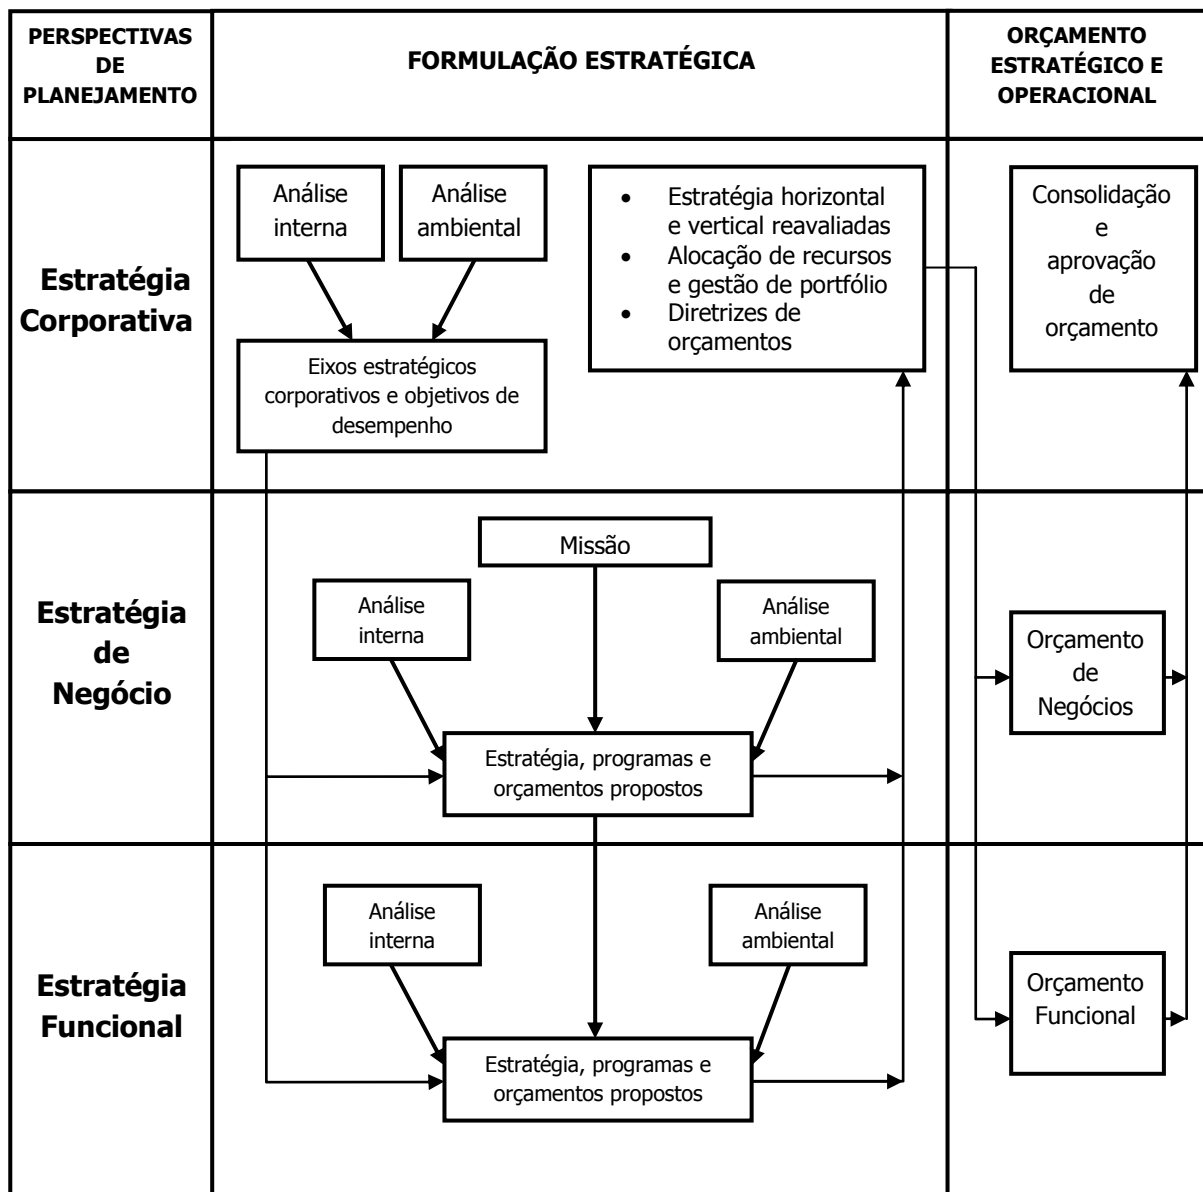 PERSPECTIVAS
DE
PLANEJAMENTO
FORMULAÇÃO ESTRATÉGICA
ORÇAMENTO
ESTRATÉGICO E
OPERACIONAL
Estratégia
Corporativa
Análise
interna
Análise
ambiental
Eixos estratégicos
corporativos e objetivos de
desempenho
• Estratégia horizontal
e vertical reavaliadas
• Alocação de recursos
e gestão de portfólio
• Diretrizes de
orçamentos
Consolidação
e
aprovação
de
orçamento
Estratégia
de
Negócio
Missão
Análise
interna
Análise
ambiental
Estratégia, programas e
orçamentos propostos
Orçamento
de
Negócios
Estratégia
Funcional
Análise
interna
Análise
ambiental
Estratégia, programas e
orçamentos propostos
Orçamento
Funcional